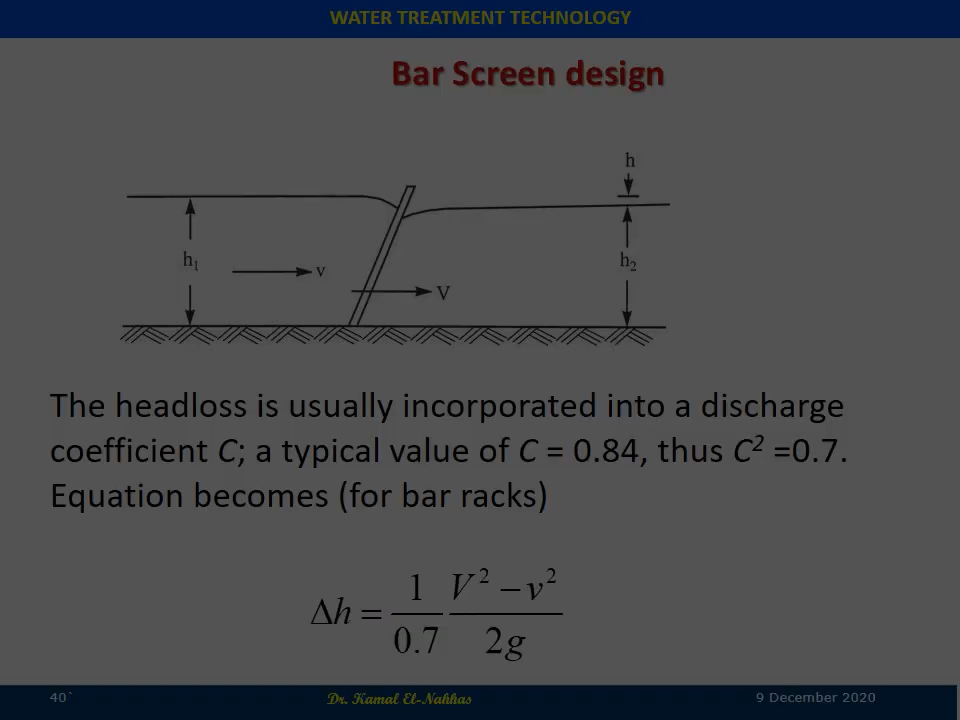 WATER TREATMENT TECHNOLOGY
Bar Screen design
h
h₁
v
V
h₂
The headloss is usually incorporated into a discharge
coefficient C; a typical value of C = 0.84, thus C² =0.7.
Equation becomes (for bar racks)
Δh = 1/0.7 (V² − v²)/2g
40`
Dr. Kamal El-Nahhas
9 December 2020